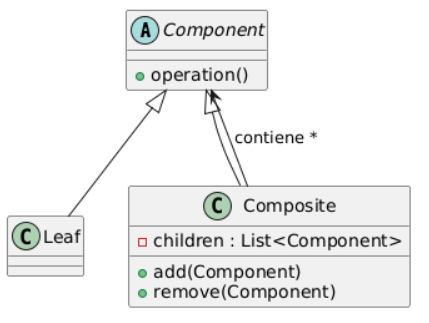 A Component
operation()
contiene *
C Leaf
C Composite
children : List<Component>
add(Component)
remove(Component)